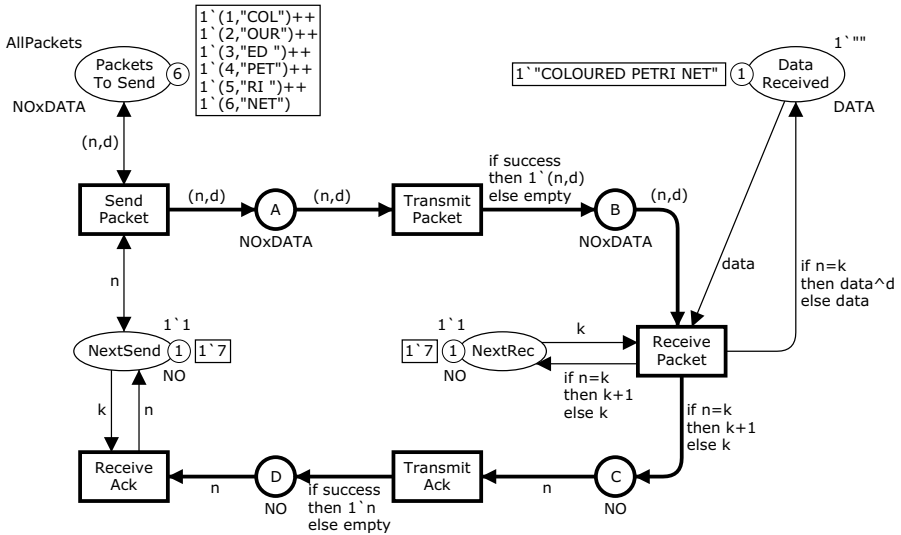 AllPackets
Packets
To Send
6
1`(1,"COL")++
1`(2,"OUR")++
1`(3,"ED ")++
1`(4,"PET")++
1`(5,"RI ")++
1`(6,"NET")
NOxDATA
1`""
1`"COLOURED PETRI NET"
1
Data
Received
DATA
(n,d)
Send
Packet
(n,d)
A
NOxDATA
(n,d)
Transmit
Packet
if success
then 1`(n,d)
else empty
B
NOxDATA
(n,d)
data
if n=k
then data^d
else data
n
1`1
NextSend
1
1`7
NO
1`1
1`7
1
NextRec
NO
k
if n=k
then k+1
else k
Receive
Packet
if n=k
then k+1
else k
k
n
Receive
Ack
n
D
NO
if success
then 1`n
else empty
Transmit
Ack
n
C
NO